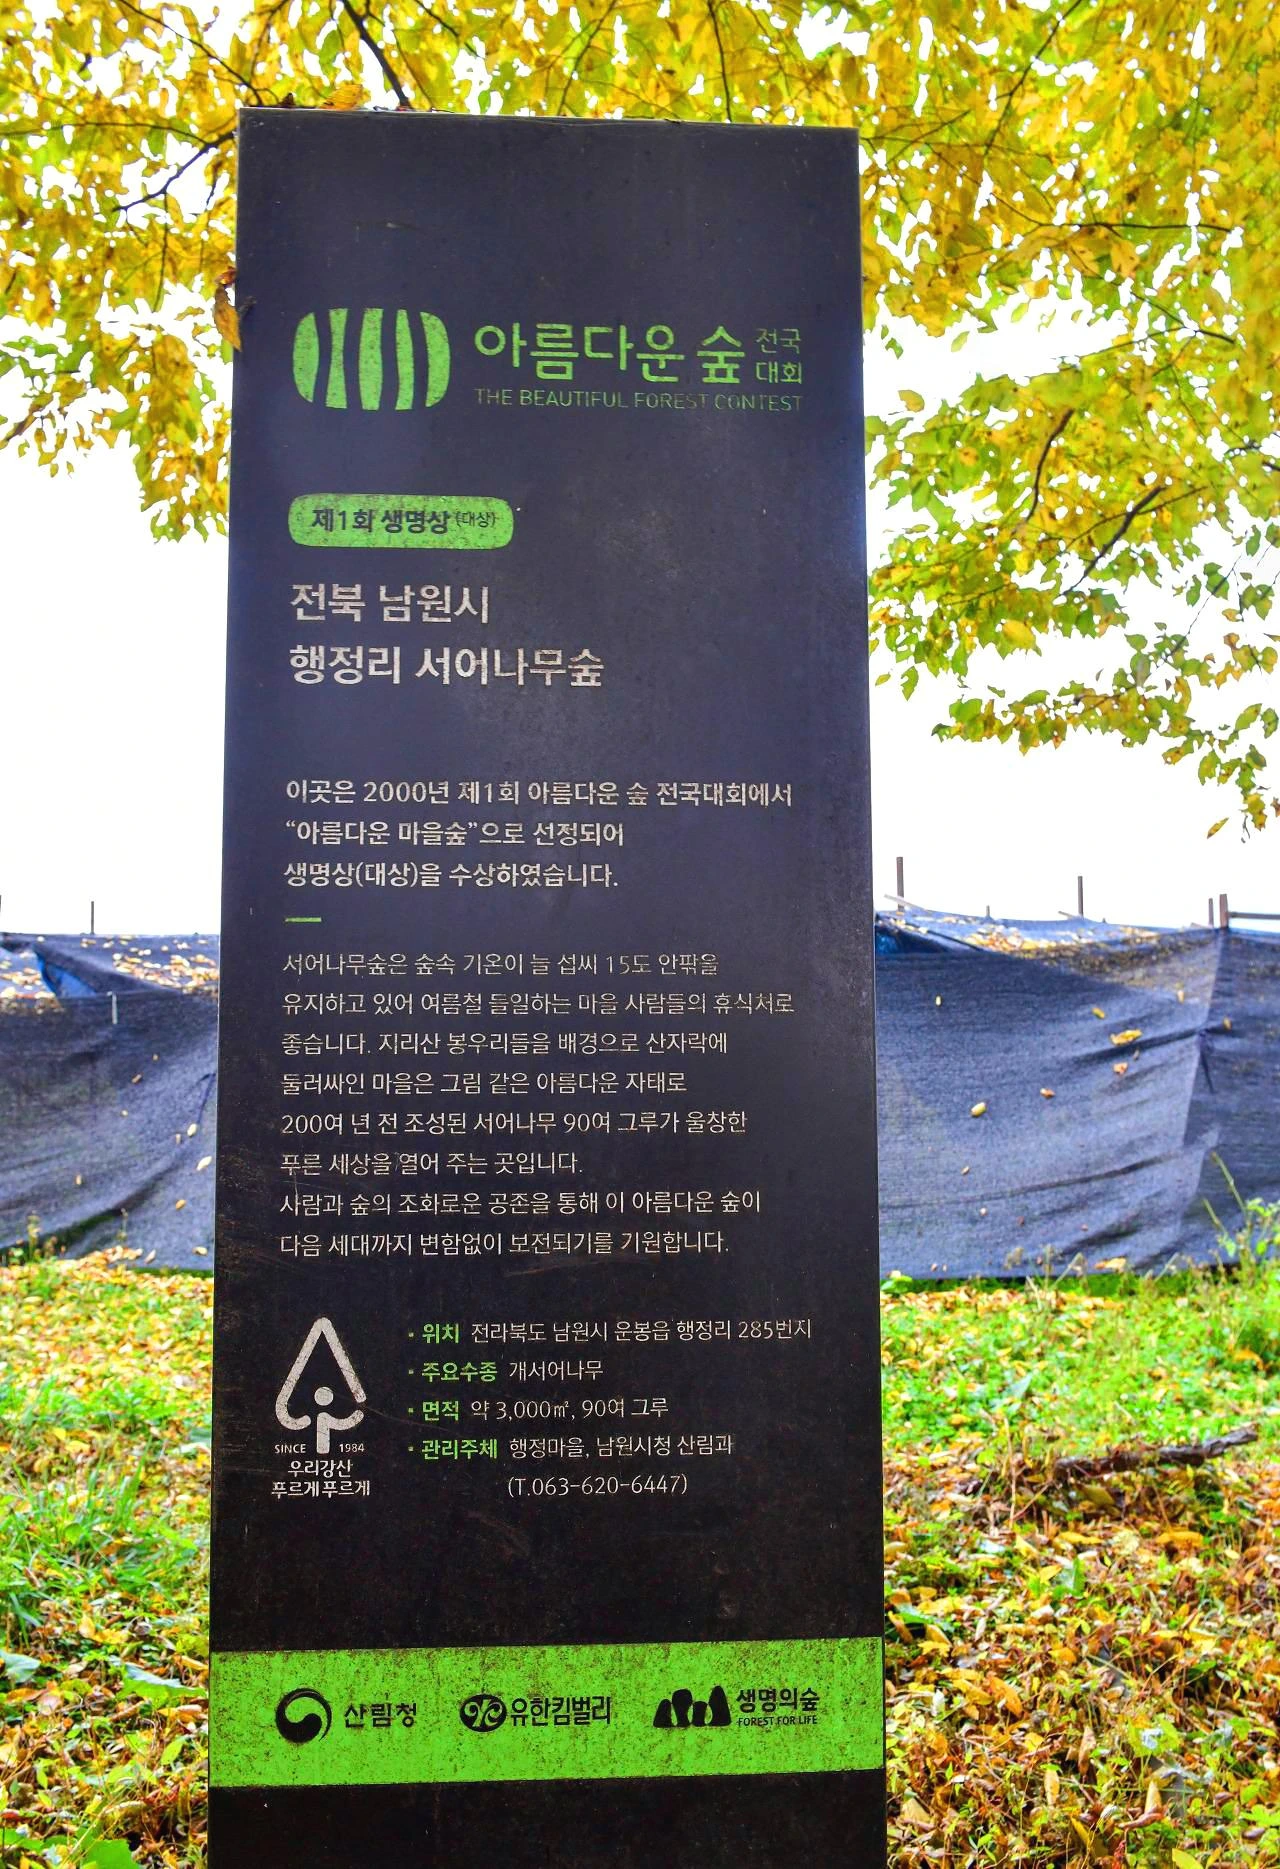 아름다운 숲 전국
대회
THE BEAUTIFUL FOREST CONTEST
제1회 생명상 (대상)
전북 남원시
행정리 서어나무숲
이곳은 2000년 제1회 아름다운 숲 전국대회에서
“아름다운 마을숲”으로 선정되어
생명상(대상)을 수상하였습니다.
서어나무숲은 숲속 기온이 늘 섭씨 15도 안팎을
유지하고 있어 여름철 들일하는 마을 사람들의 휴식처로
좋습니다. 지리산 봉우리들을 배경으로 산자락에
둘러싸인 마을은 그림 같은 아름다운 자태로
200여 년 전 조성된 서어나무 90여 그루가 울창한
푸른 세상을 열어 주는 곳입니다.
사람과 숲의 조화로운 공존을 통해 이 아름다운 숲이
다음 세대까지 변함없이 보전되기를 기원합니다.
· 위치 전라북도 남원시 운봉읍 행정리 285번지
· 주요수종 개서어나무
· 면적 약 3,000㎡, 90여 그루
· 관리주체 행정마을, 남원시청 산림과
(T.063-620-6447)
SINCE 1984
우리강산
푸르게 푸르게
산림청 유한킴벌리 생명의숲
FOREST FOR LIFE